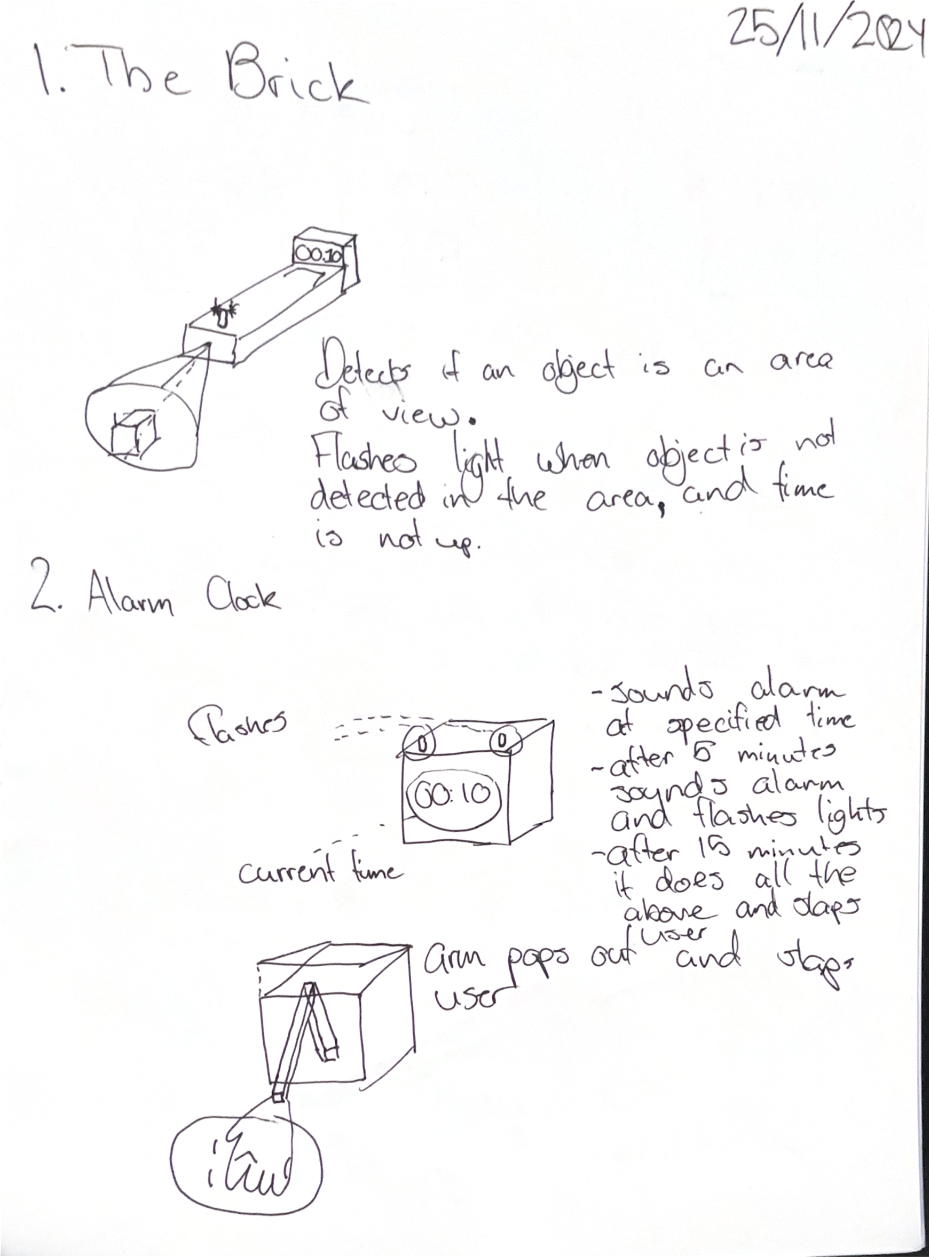 25/11/2024
1. The Brick
00:10
Detects if an object is an area
of view.
Flashes light when object is not
detected in the area, and time
is not up.
2. Alarm Clock
flashes
00:10
current time
- sounds alarm
at specified time
- after 5 minutes
sounds alarm
and flashes lights
- after 15 minutes
it does all the
above and slaps
user
arm pops out and slaps
user